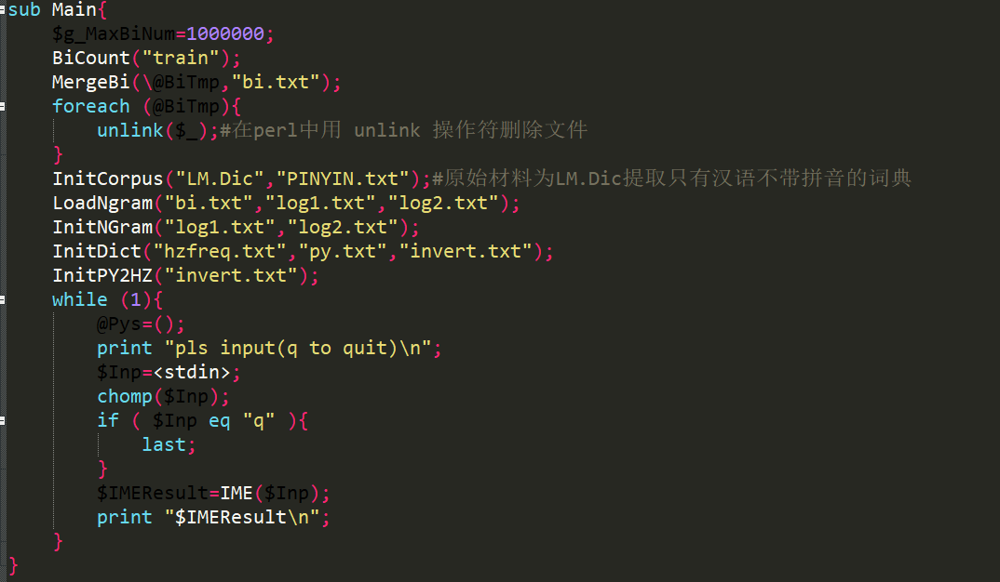 sub Main{
$g_MaxBiNum=1000000;
BiCount("train");
MergeBi(\@BiTmp,"bi.txt");
foreach (@BiTmp){
unlink($_);#在perl中用 unlink 操作符删除文件
}
InitCorpus("LM.Dic","PINYIN.txt");#原始材料为LM.Dic提取只有汉语不带拼音的词典
LoadNgram("bi.txt","log1.txt","log2.txt");
InitNGram("log1.txt","log2.txt");
InitDict("hzfreq.txt","py.txt","invert.txt");
InitPY2HZ("invert.txt");
while (1){
@Pys=();
print "pls input(q to quit)\n";
$Inp=<stdin>;
chomp($Inp);
if ( $Inp eq "q" ){
last;
}
$IMEResult=IME($Inp);
print "$IMEResult\n";
}
}